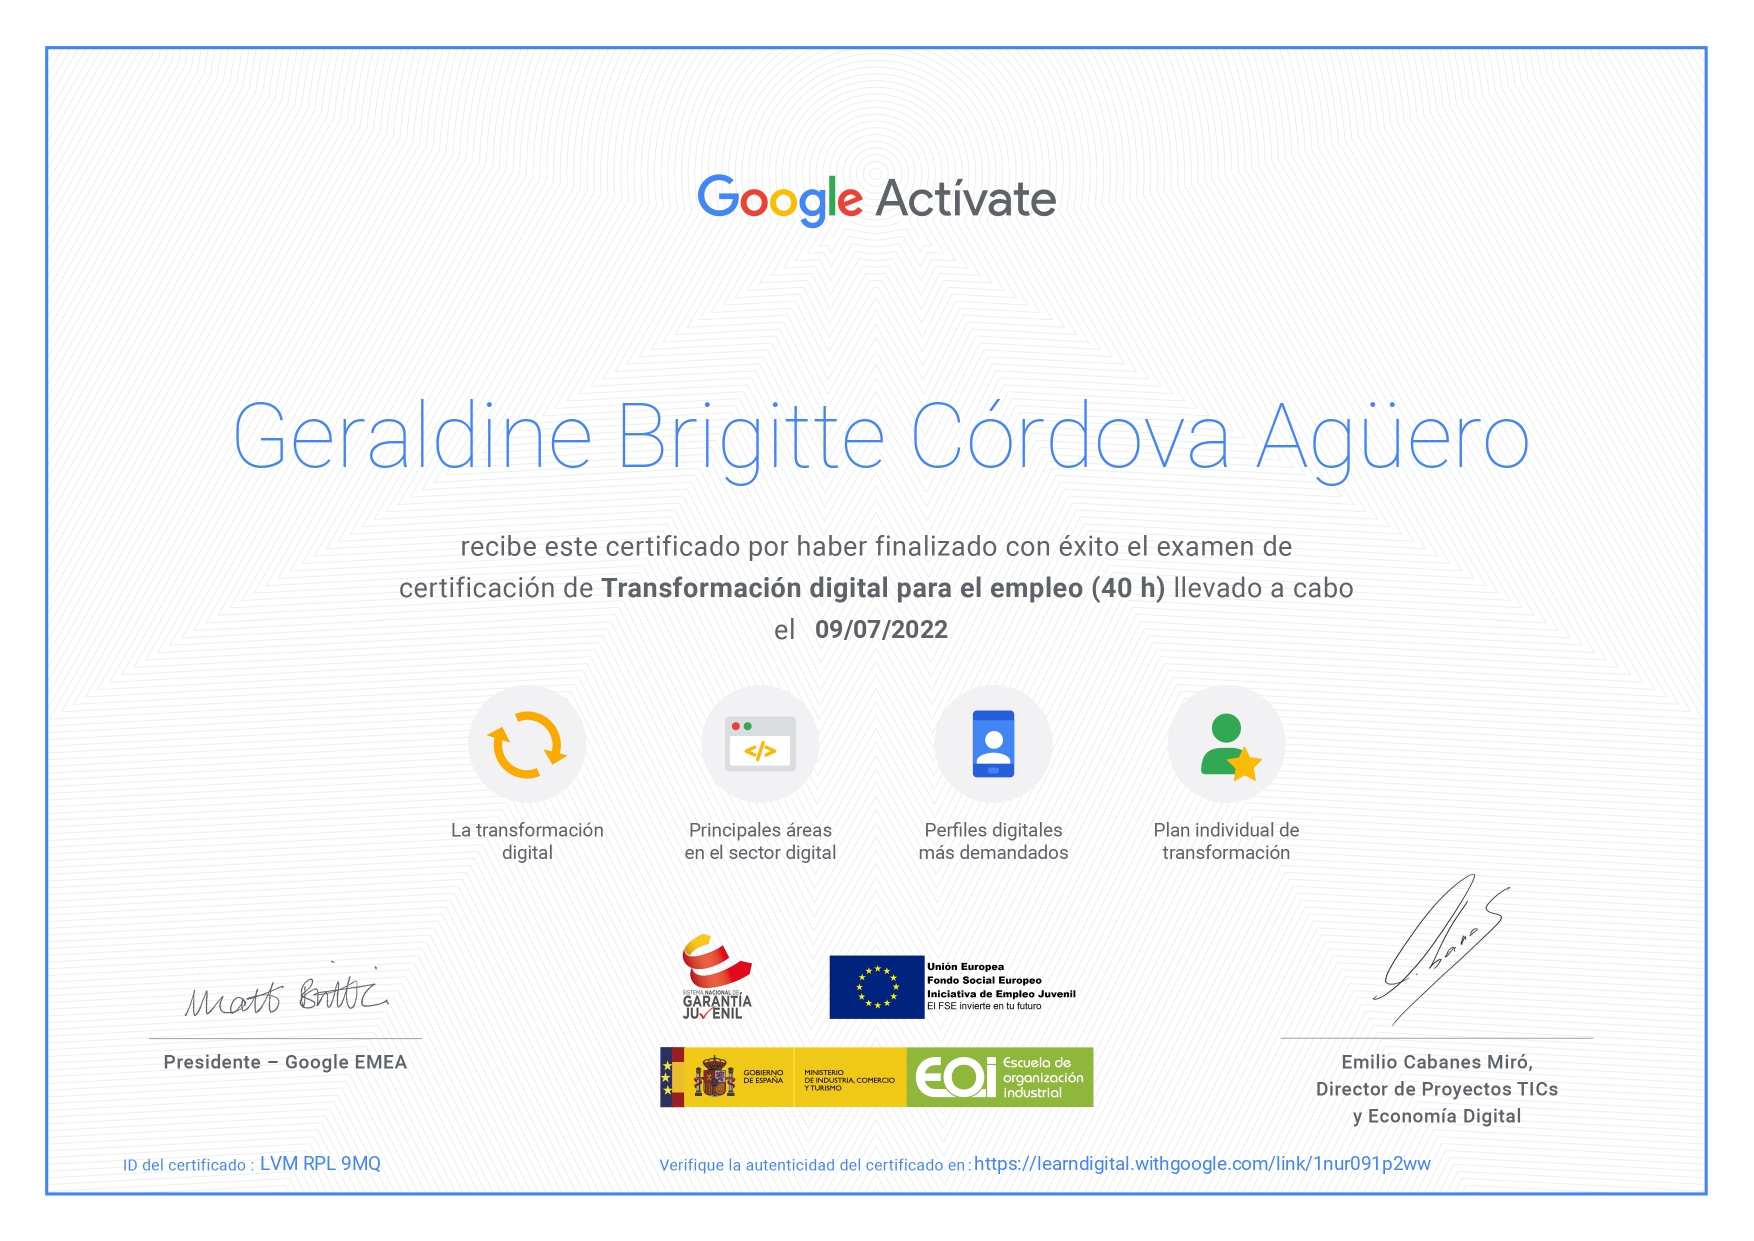 Google Actívate
Geraldine Brigitte Córdova Agüero
recibe este certificado por haber finalizado con éxito el examen de
certificación de Transformación digital para el empleo (40 h) llevado a cabo
el 09/07/2022
</>
La transformación
digital
Principales áreas
en el sector digital
Perfiles digitales
más demandados
Plan individual de
transformación
Matt Brittin
Presidente – Google EMEA
SISTEMA NACIONAL DE
GARANTÍA
JUVENIL
Unión Europea
Fondo Social Europeo
Iniciativa de Empleo Juvenil
El FSE invierte en tu futuro
GOBIERNO
DE ESPAÑA
MINISTERIO
DE INDUSTRIA, COMERCIO
Y TURISMO
EOi
Escuela de
organización
industrial
Emilio Cabanes Miró,
Director de Proyectos TICs
y Economía Digital
ID del certificado : LVM RPL 9MQ
Verifique la autenticidad del certificado en: https://learndigital.withgoogle.com/link/1nur091p2ww